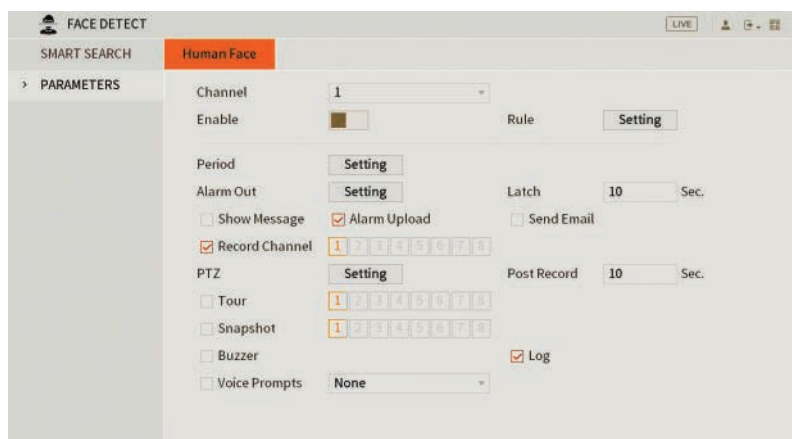 FACE DETECT LIVE
SMART SEARCH Human Face
PARAMETERS
Channel 1
Enable Rule Setting
Period Setting
Alarm Out Setting Latch 10 Sec.
Show Message Alarm Upload Send Email
Record Channel 1 2 3 4 5 6 7 8
PTZ Setting Post Record 10 Sec.
Tour 1 2 3 4 5 6 7 8
Snapshot 1 2 3 4 5 6 7 8
Buzzer Log
Voice Prompts None